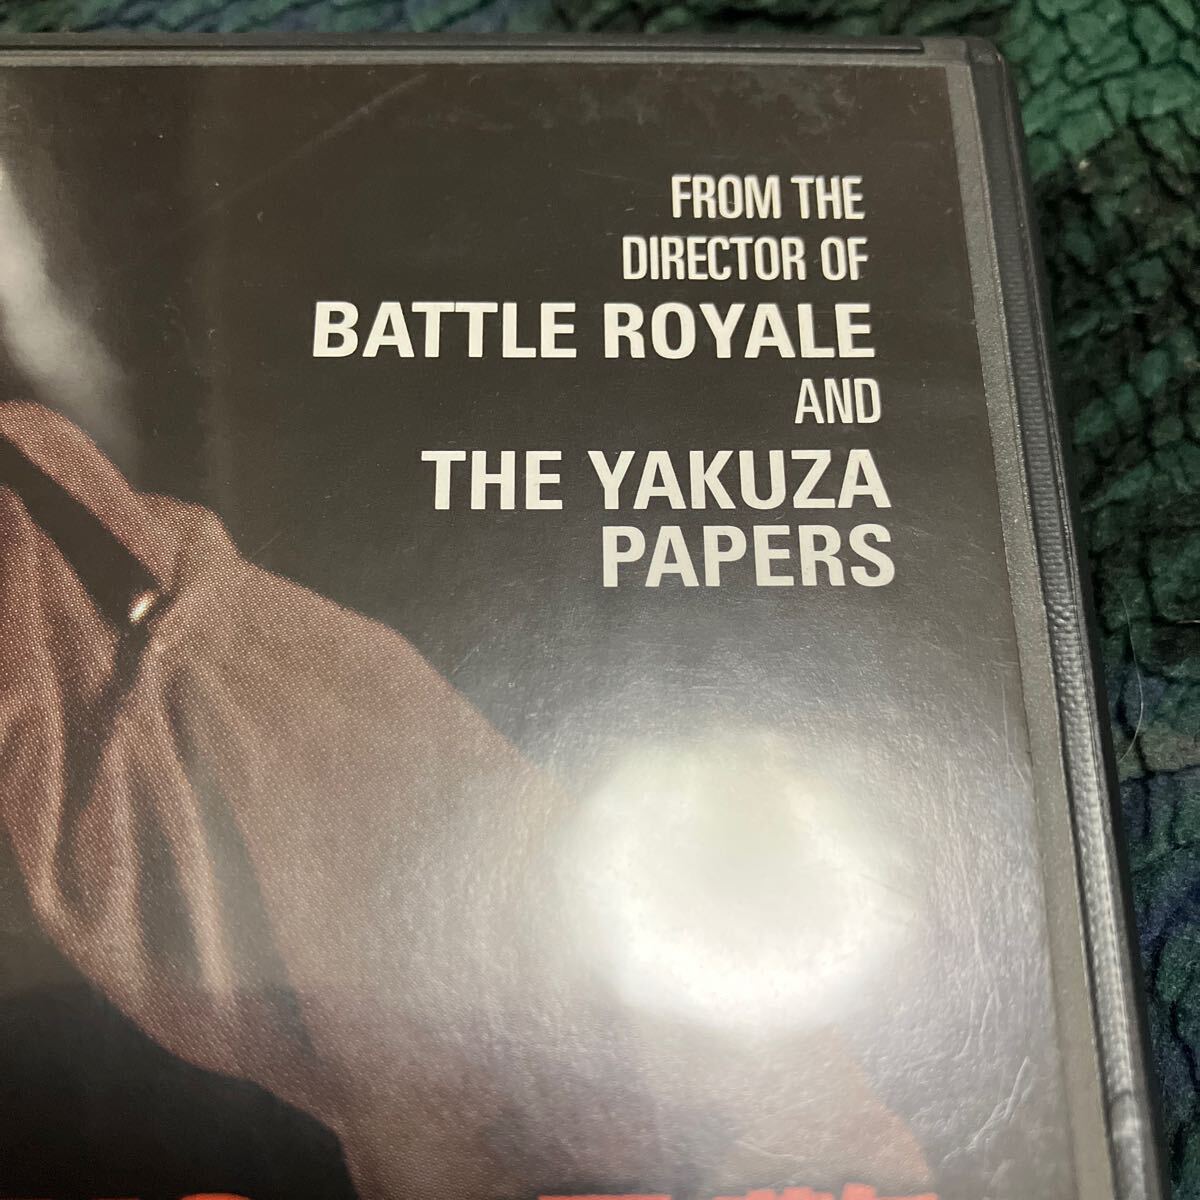 FROM THE
DIRECTOR OF
BATTLE ROYALE
AND
THE YAKUZA
PAPERS